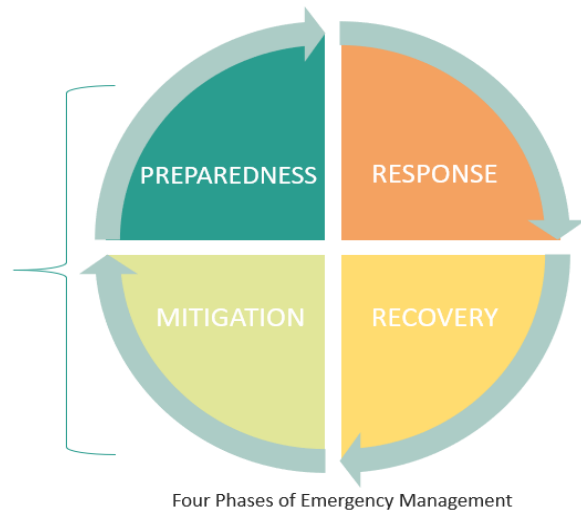 PREPAREDNESS
RESPONSE
MITIGATION
RECOVERY
Four Phases of Emergency Management